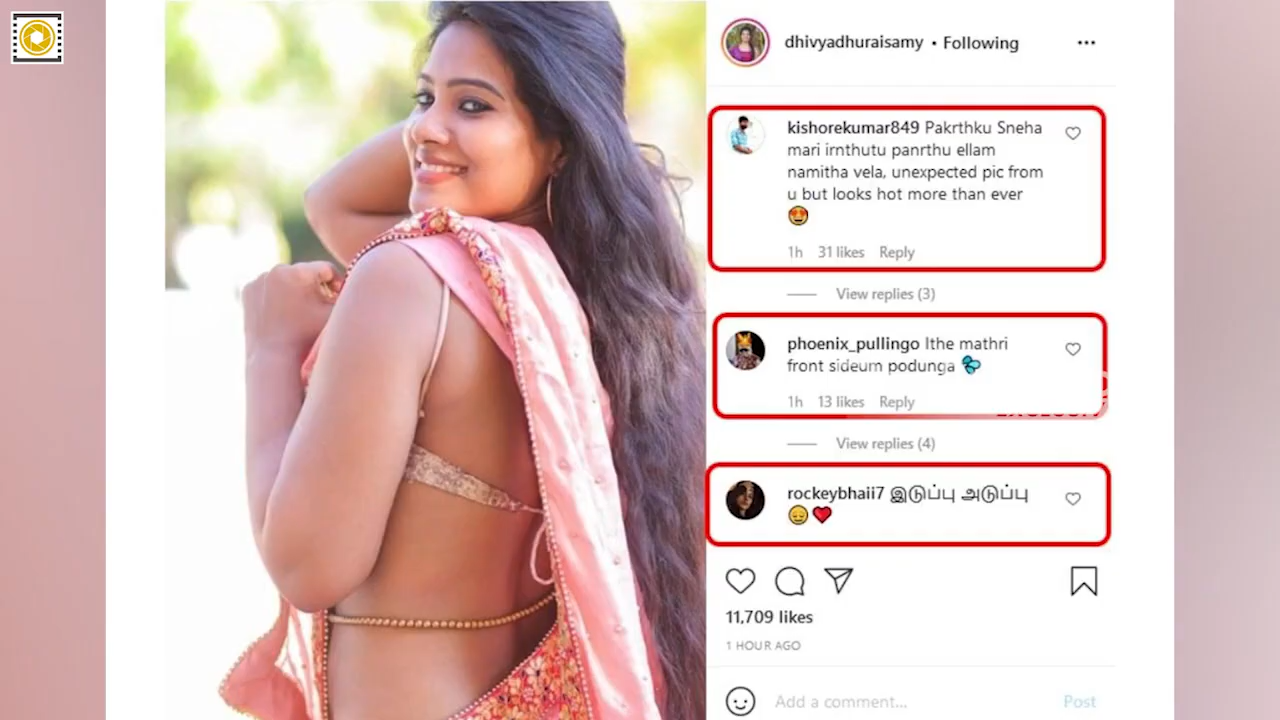 dhivyadhuraisamy • Following
kishorekumar849 Pakrthku Sneha
mari irnthutu panrthu ellam
namitha vela, unexpected pic from
u but looks hot more than ever
😍
1h 31 likes Reply
View replies (3)
phoenix_pullingo Ithe mathri
front sideum podunga 💦
1h 13 likes Reply
View replies (4)
rockeybhaii7 இடுப்பு அடுப்பு
😞❤️
11,709 likes
1 HOUR AGO
Add a comment... Post